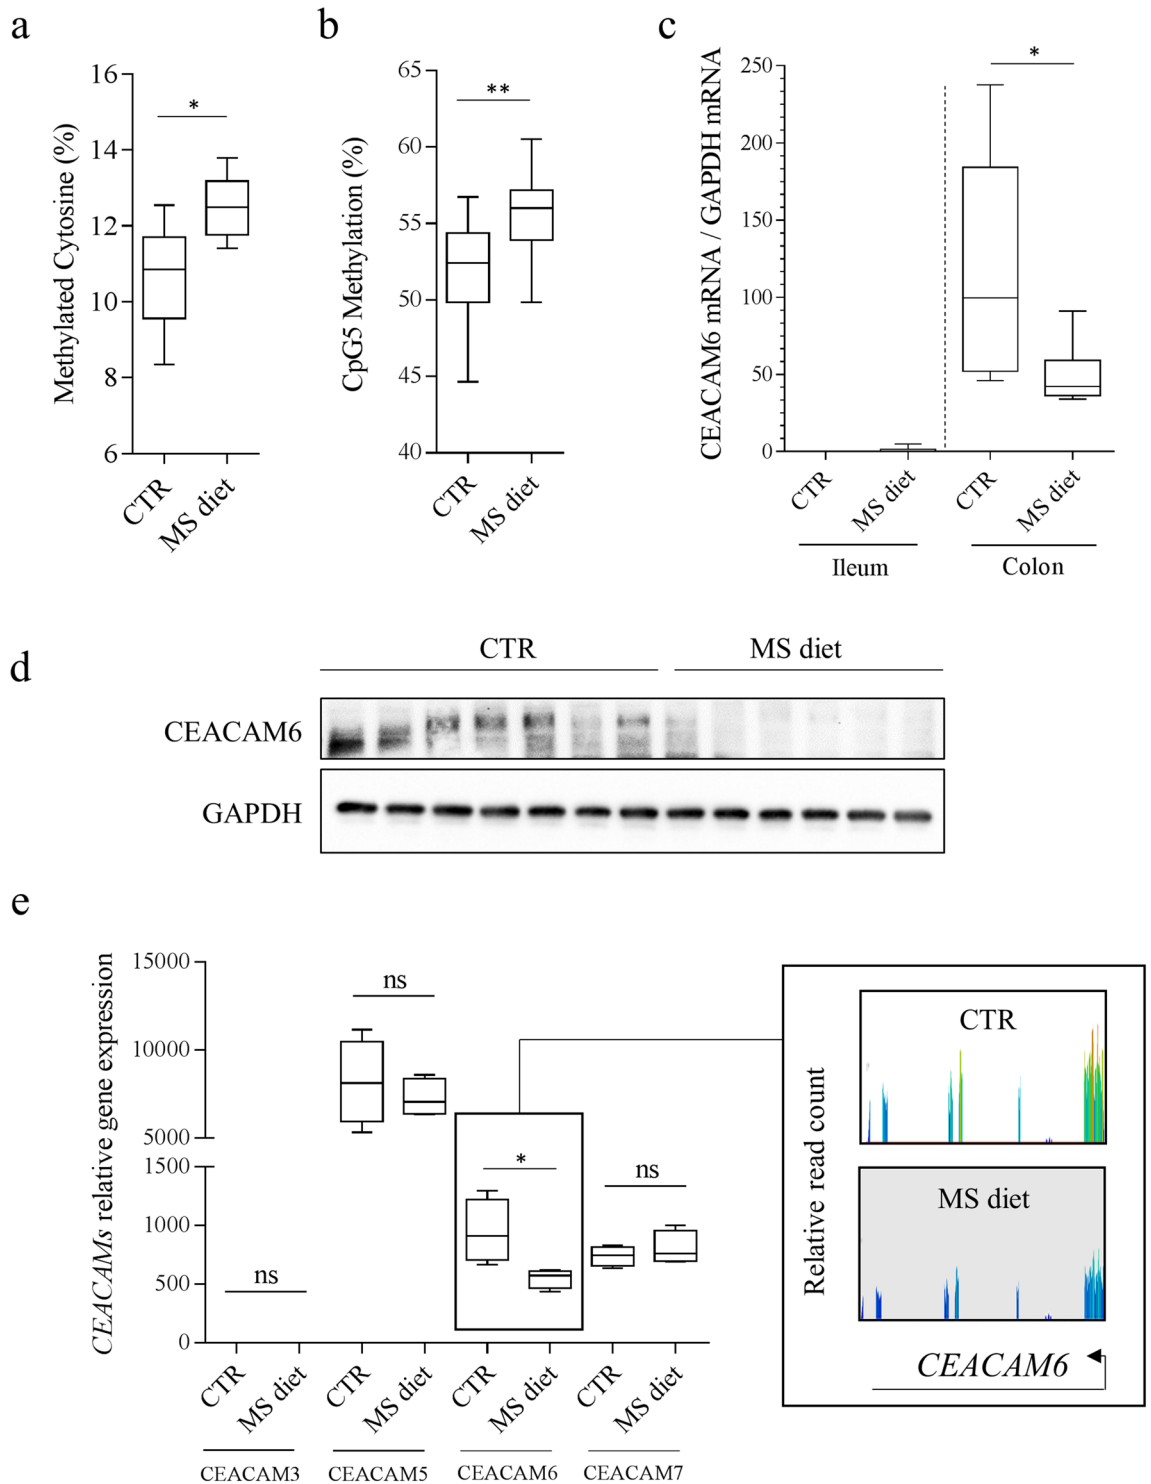 a
b
c
16
14
12
10
8
6
Methylated Cytosine (%)
*
CTR
MS diet
65
60
55
50
45
40
CpG5 Methylation (%)
**
CTR
MS diet
250
200
150
100
50
0
CEACAM6 mRNA / GAPDH mRNA
*
CTR
MS diet
CTR
MS diet
Ileum
Colon
d
CTR
MS diet
CEACAM6
GAPDH
e
15000
10000
5000
1500
1000
500
0
CEACAMs relative gene expression
ns
ns
*
ns
CTR
MS diet
CTR
MS diet
CTR
MS diet
CTR
MS diet
CEACAM3
CEACAM5
CEACAM6
CEACAM7
Relative read count
CTR
MS diet
CEACAM6